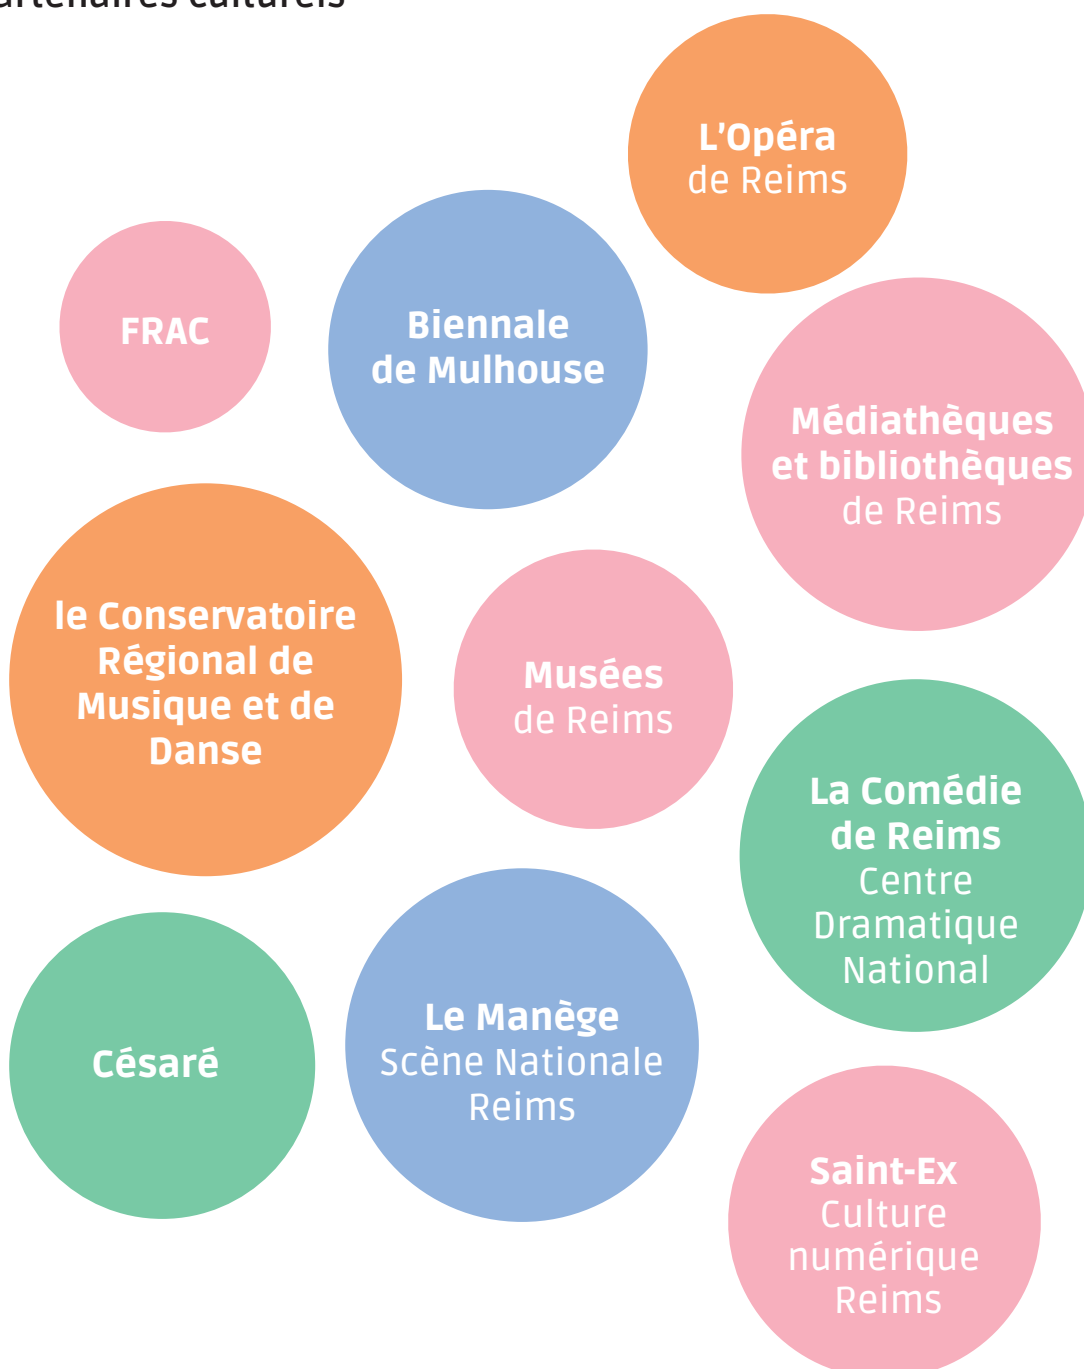 artenaires culturels
L'Opéra
de Reims
FRAC
Biennale
de Mulhouse
Médiathèques
et bibliothèques
de Reims
le Conservatoire
Régional de
Musique et de
Danse
Musées
de Reims
La Comédie
de Reims
Centre
Dramatique
National
Césaré
Le Manège
Scène Nationale
Reims
Saint-Ex
Culture
numérique
Reims